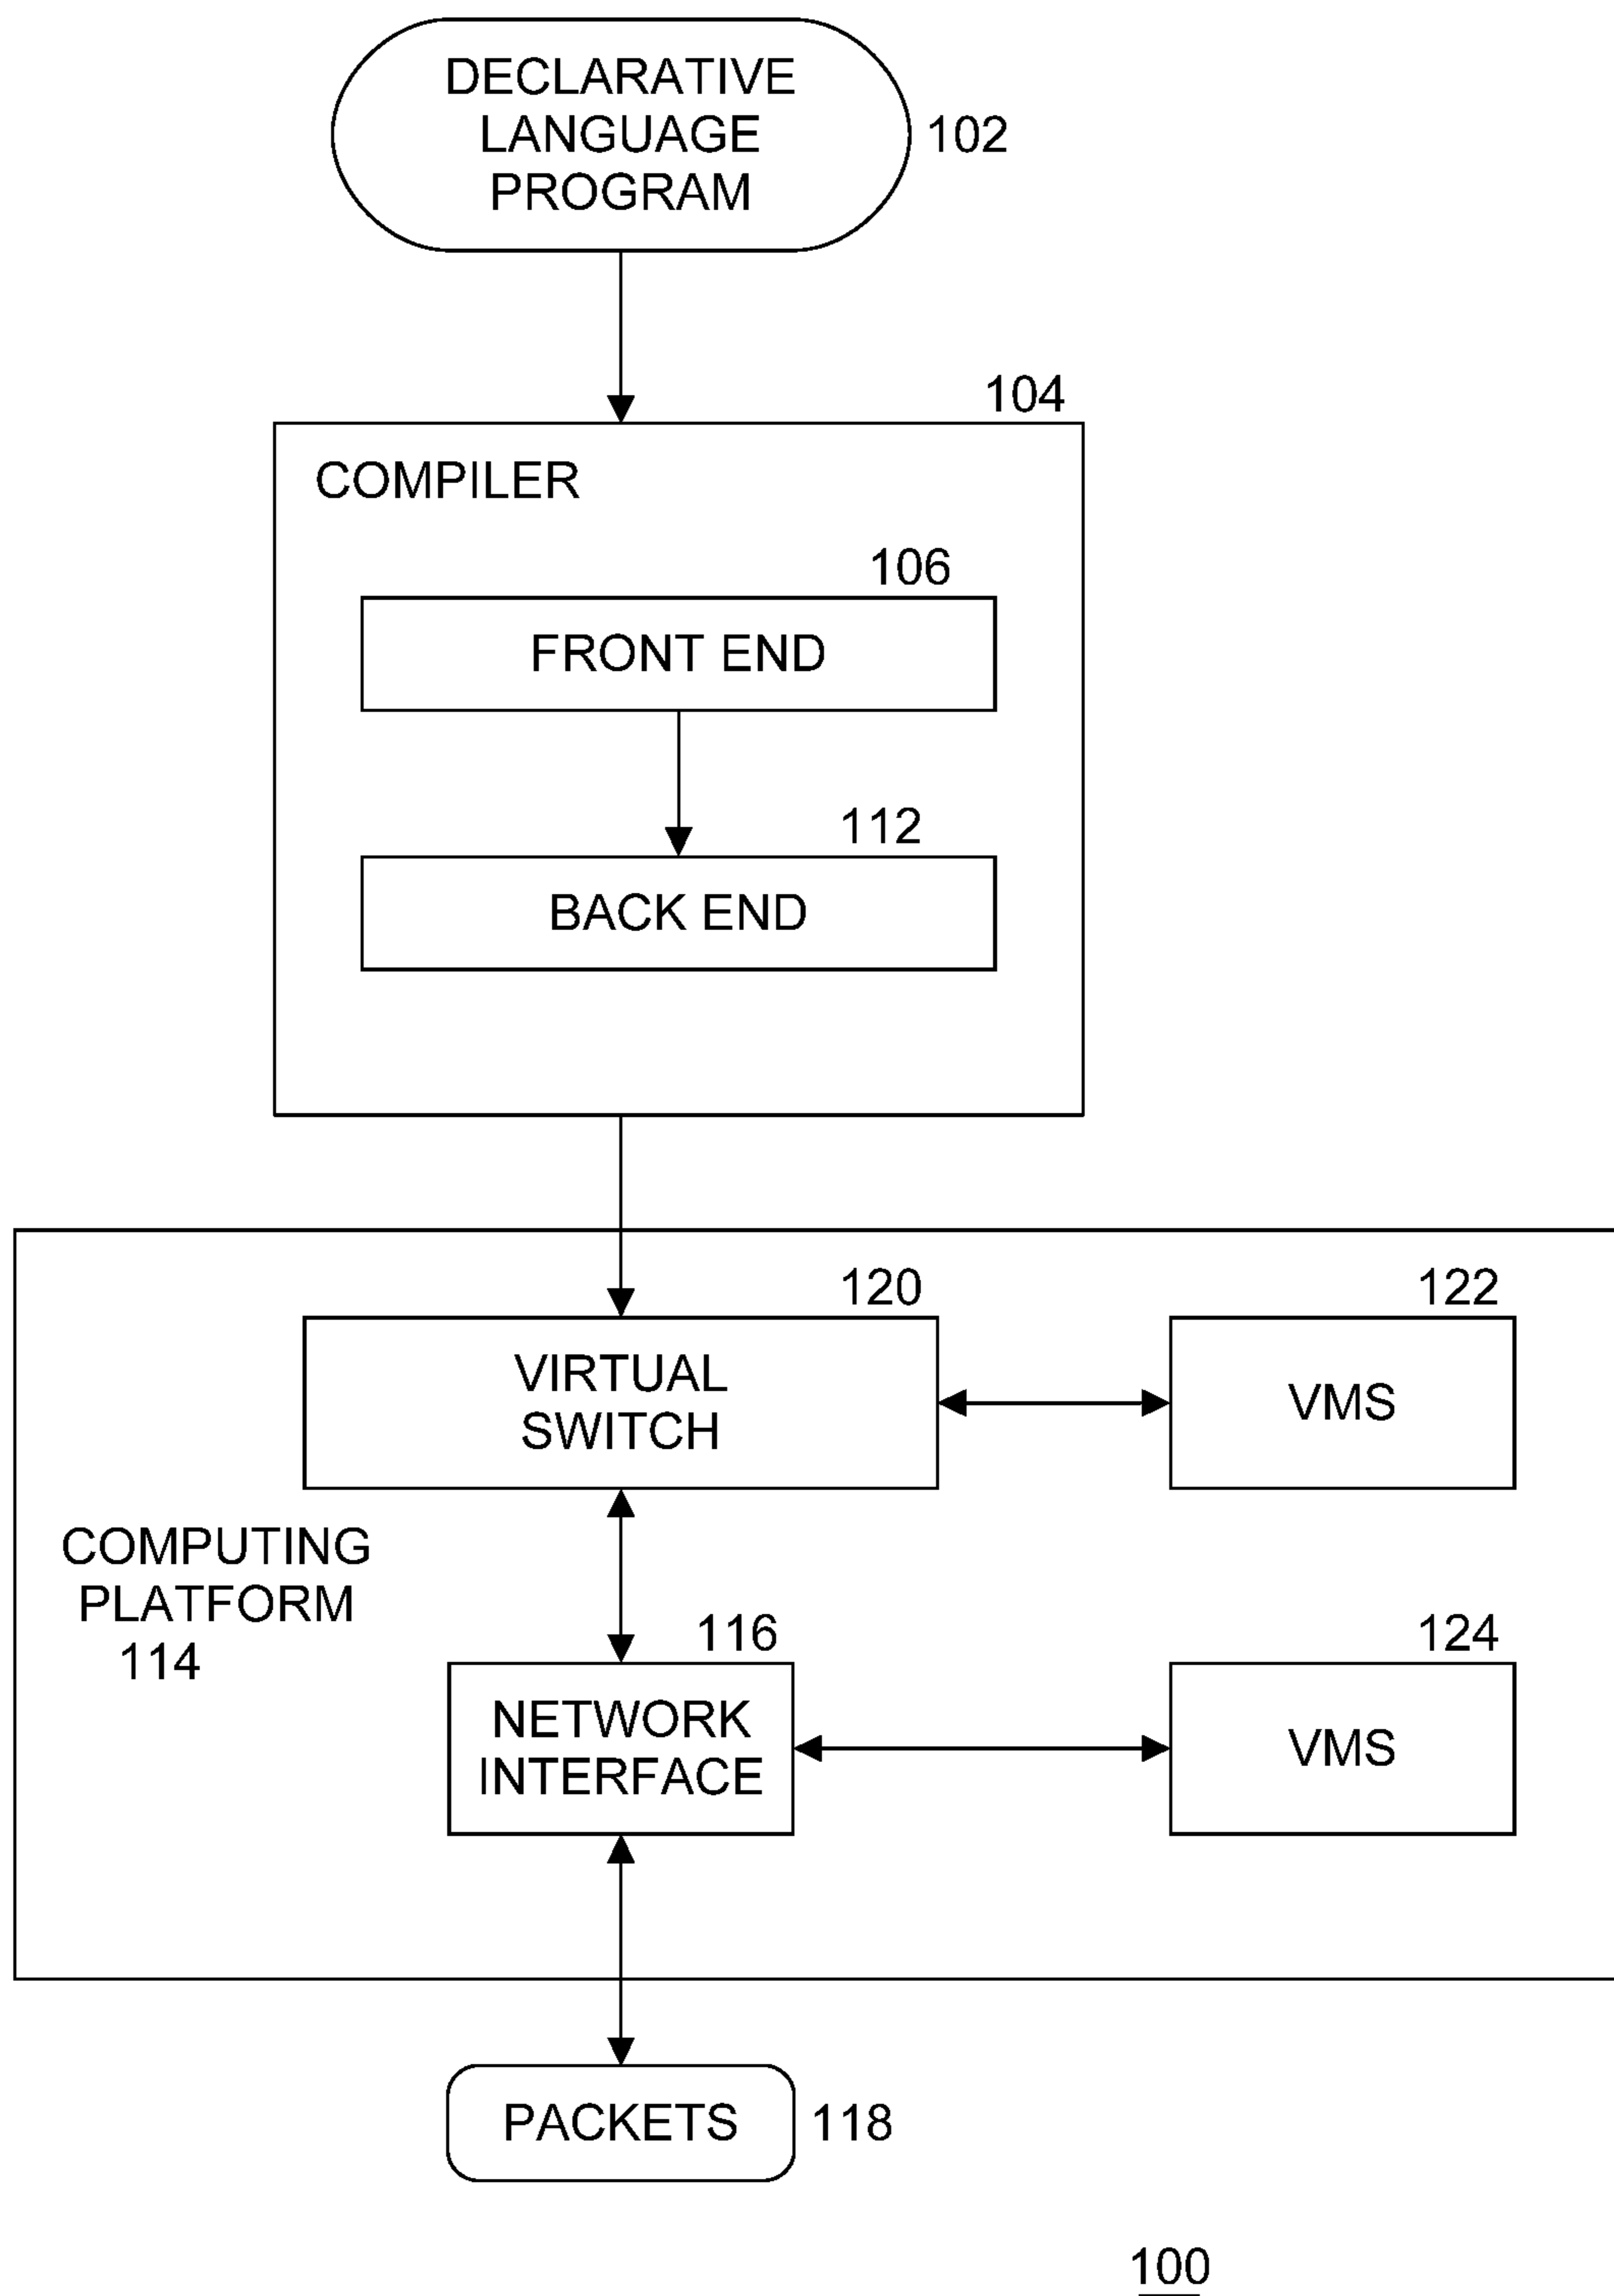 DECLARATIVE
LANGUAGE
PROGRAM
102
104
COMPILER
106
FRONT END
112
BACK END
120
122
VIRTUAL
SWITCH
VMS
COMPUTING
PLATFORM
114
116
124
NETWORK
INTERFACE
VMS
PACKETS
118
100